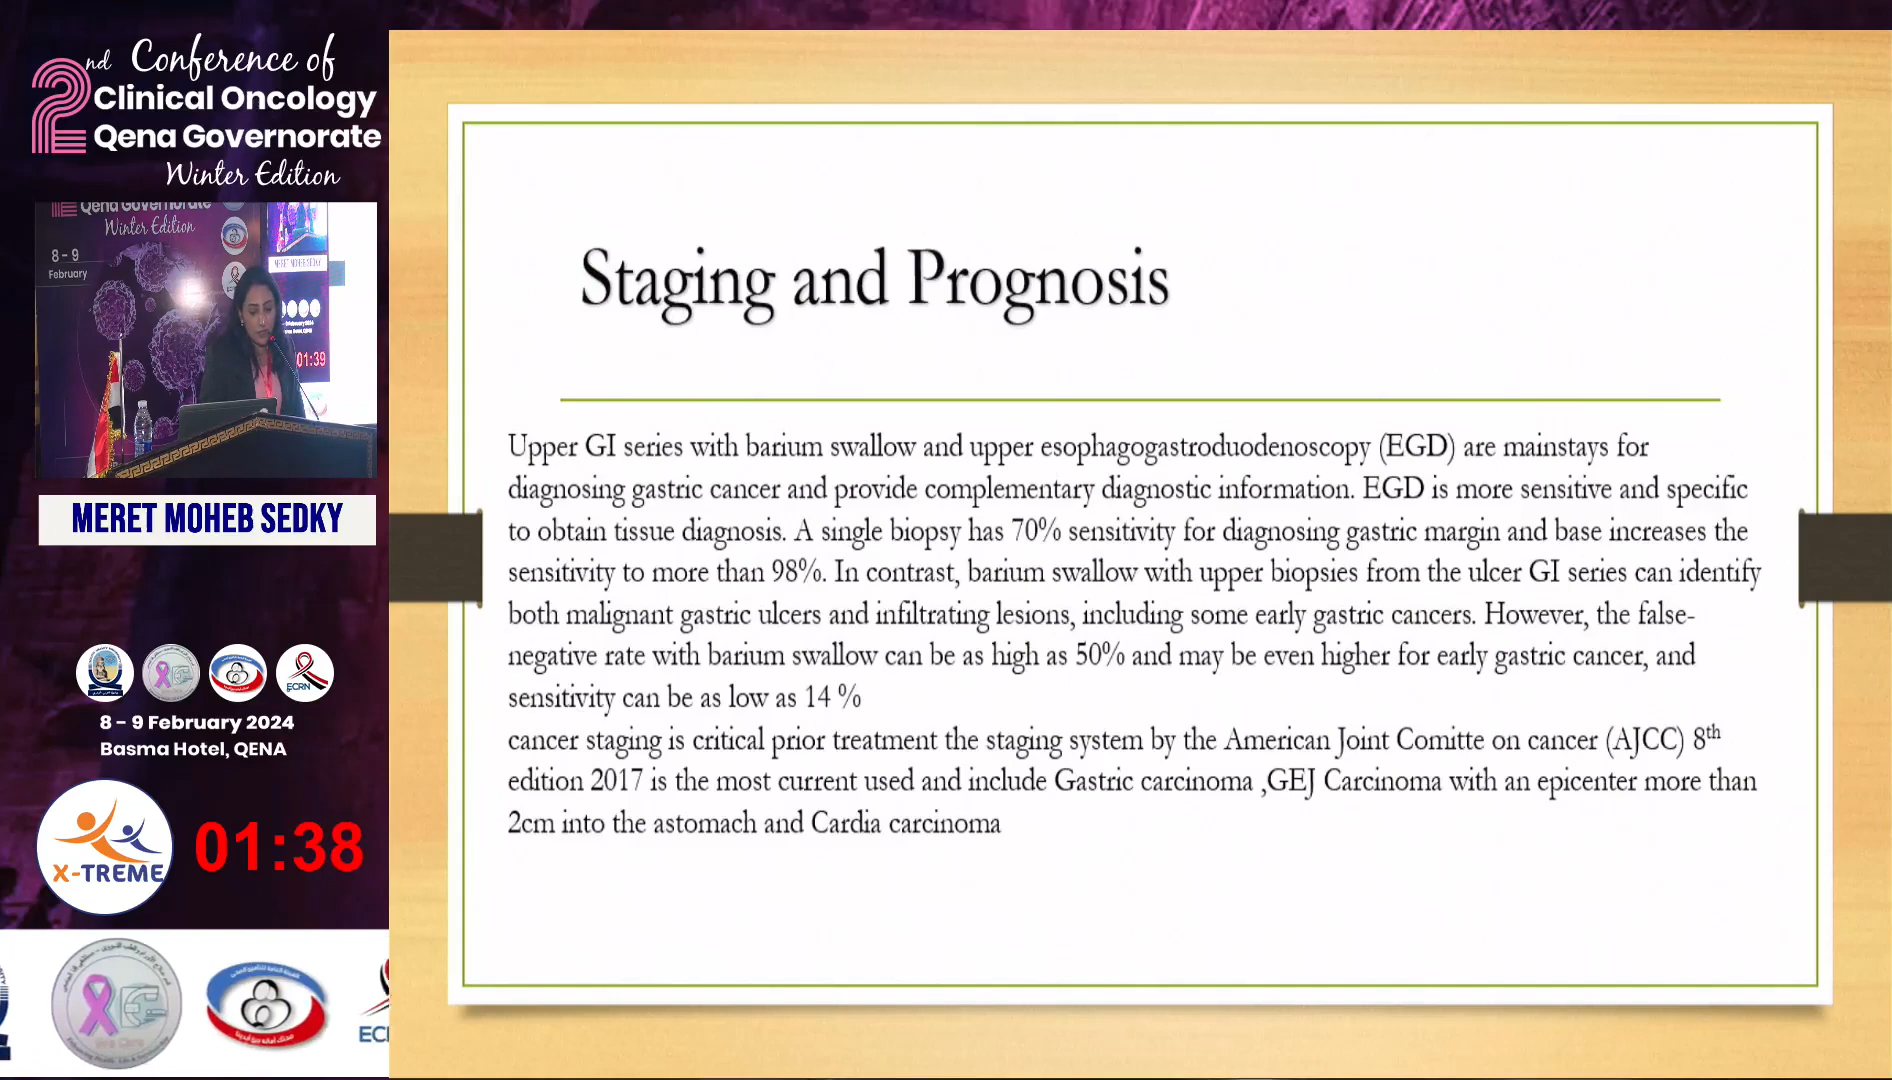 nd Conference of
2 Clinical Oncology
Qena Governorate
Winter Edition
Qena Governorate
Winter Edition
8 - 9
February
MERET MOHEB SEDKY
01:39
MERET MOHEB SEDKY
ECRN
8 - 9 February 2024
Basma Hotel, QENA
X-TREME
01:38
ECR
Staging and Prognosis
Upper GI series with barium swallow and upper esophagogastroduodenoscopy (EGD) are mainstays for
diagnosing gastric cancer and provide complementary diagnostic information. EGD is more sensitive and specific
to obtain tissue diagnosis. A single biopsy has 70% sensitivity for diagnosing gastric margin and base increases the
sensitivity to more than 98%. In contrast, barium swallow with upper biopsies from the ulcer GI series can identify
both malignant gastric ulcers and infiltrating lesions, including some early gastric cancers. However, the false-
negative rate with barium swallow can be as high as 50% and may be even higher for early gastric cancer, and
sensitivity can be as low as 14 %
cancer staging is critical prior treatment the staging system by the American Joint Comitte on cancer (AJCC) 8th
edition 2017 is the most current used and include Gastric carcinoma ,GEJ Carcinoma with an epicenter more than
2cm into the astomach and Cardia carcinoma